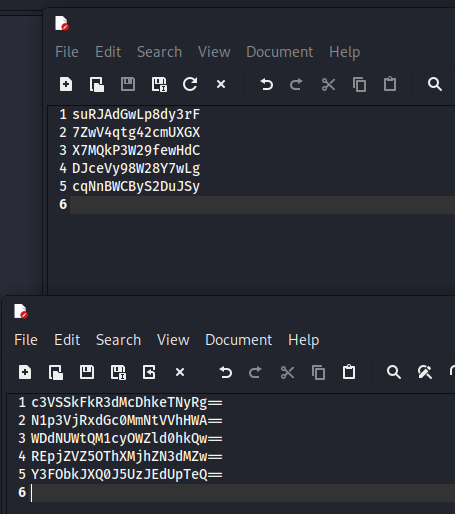 File Edit Search View Document Help
1 suRJAdGwLp8dy3rF
2 7ZwV4qtg42cmUXGX
3 X7MQkP3W29fewHdC
4 DJceVy98W28Y7wLg
5 cqNnBWCByS2DuJSy
6
File Edit Search View Document Help
1 c3VSSkFkR3dMcDhkeTNyRg==
2 N1p3VjRxdGc0MmNtVVhHWA==
3 WDdNUWtQM1cyOWZld0hkQw==
4 REpjZVZ5OThXMjhZN3dMZw==
5 Y3FObkJXQ0J5UzJEdUpTeQ==
6